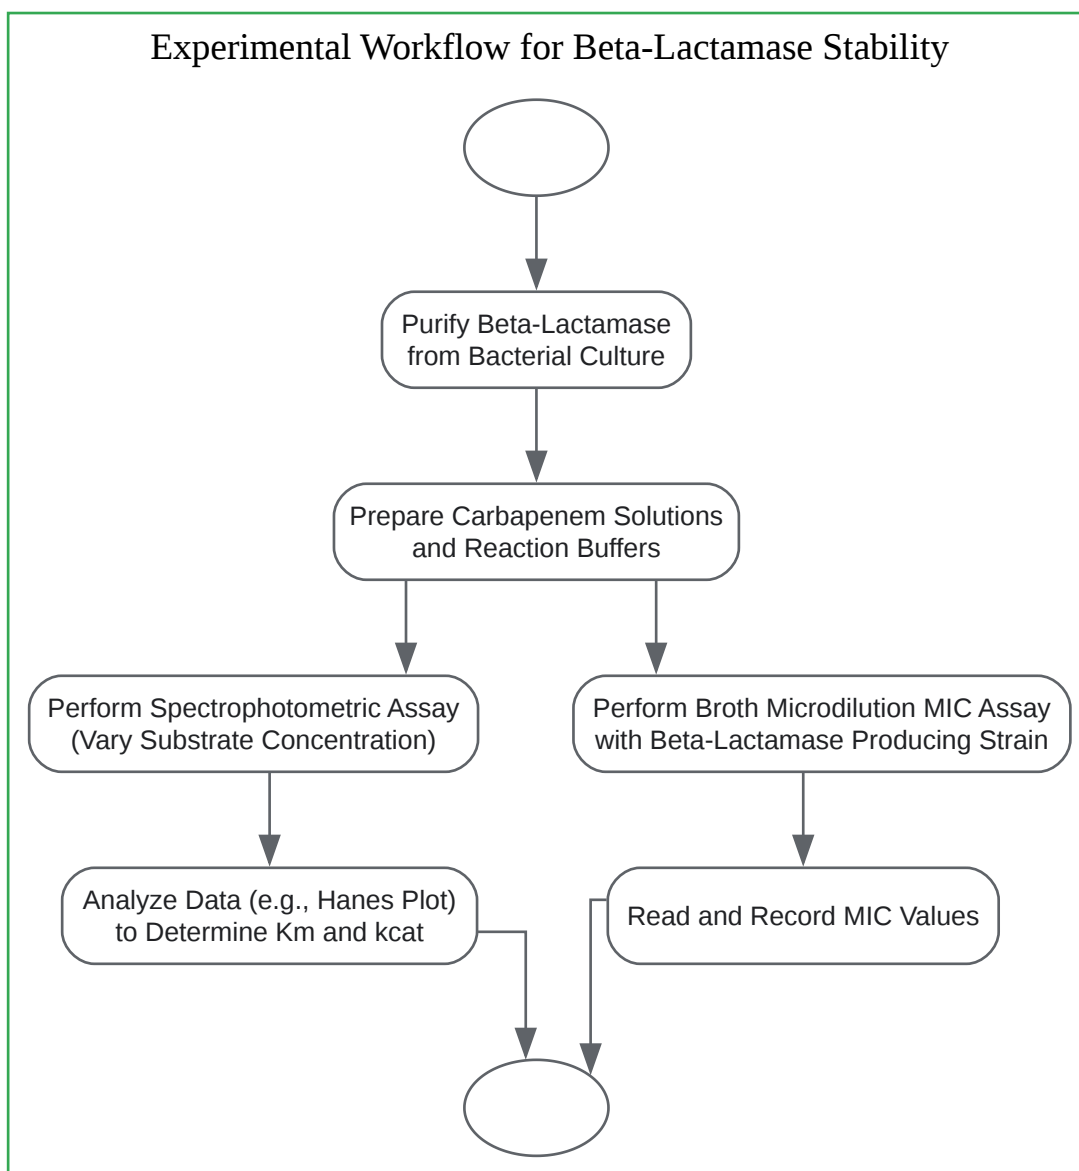 Experimental Workflow for Beta-Lactamase Stability
Purify Beta-Lactamase
from Bacterial Culture
Prepare Carbapenem Solutions
and Reaction Buffers
Perform Spectrophotometric Assay
(Vary Substrate Concentration)
Perform Broth Microdilution MIC Assay
with Beta-Lactamase Producing Strain
Analyze Data (e.g., Hanes Plot)
to Determine Km and kcat
Read and Record MIC Values